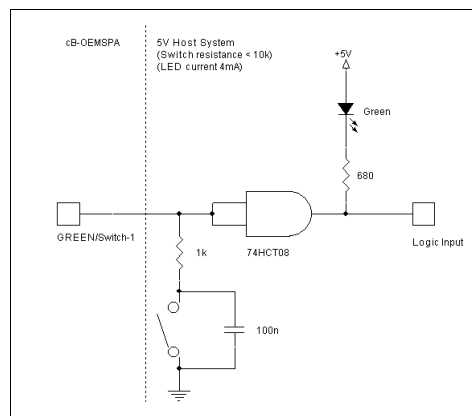 cB-OEMSPA
5V Host System
(Switch resistance < 10k)
(LED current 4mA)
+5V
Green
680
GREEN/Switch-1
1k
74HCT08
Logic Input
100n